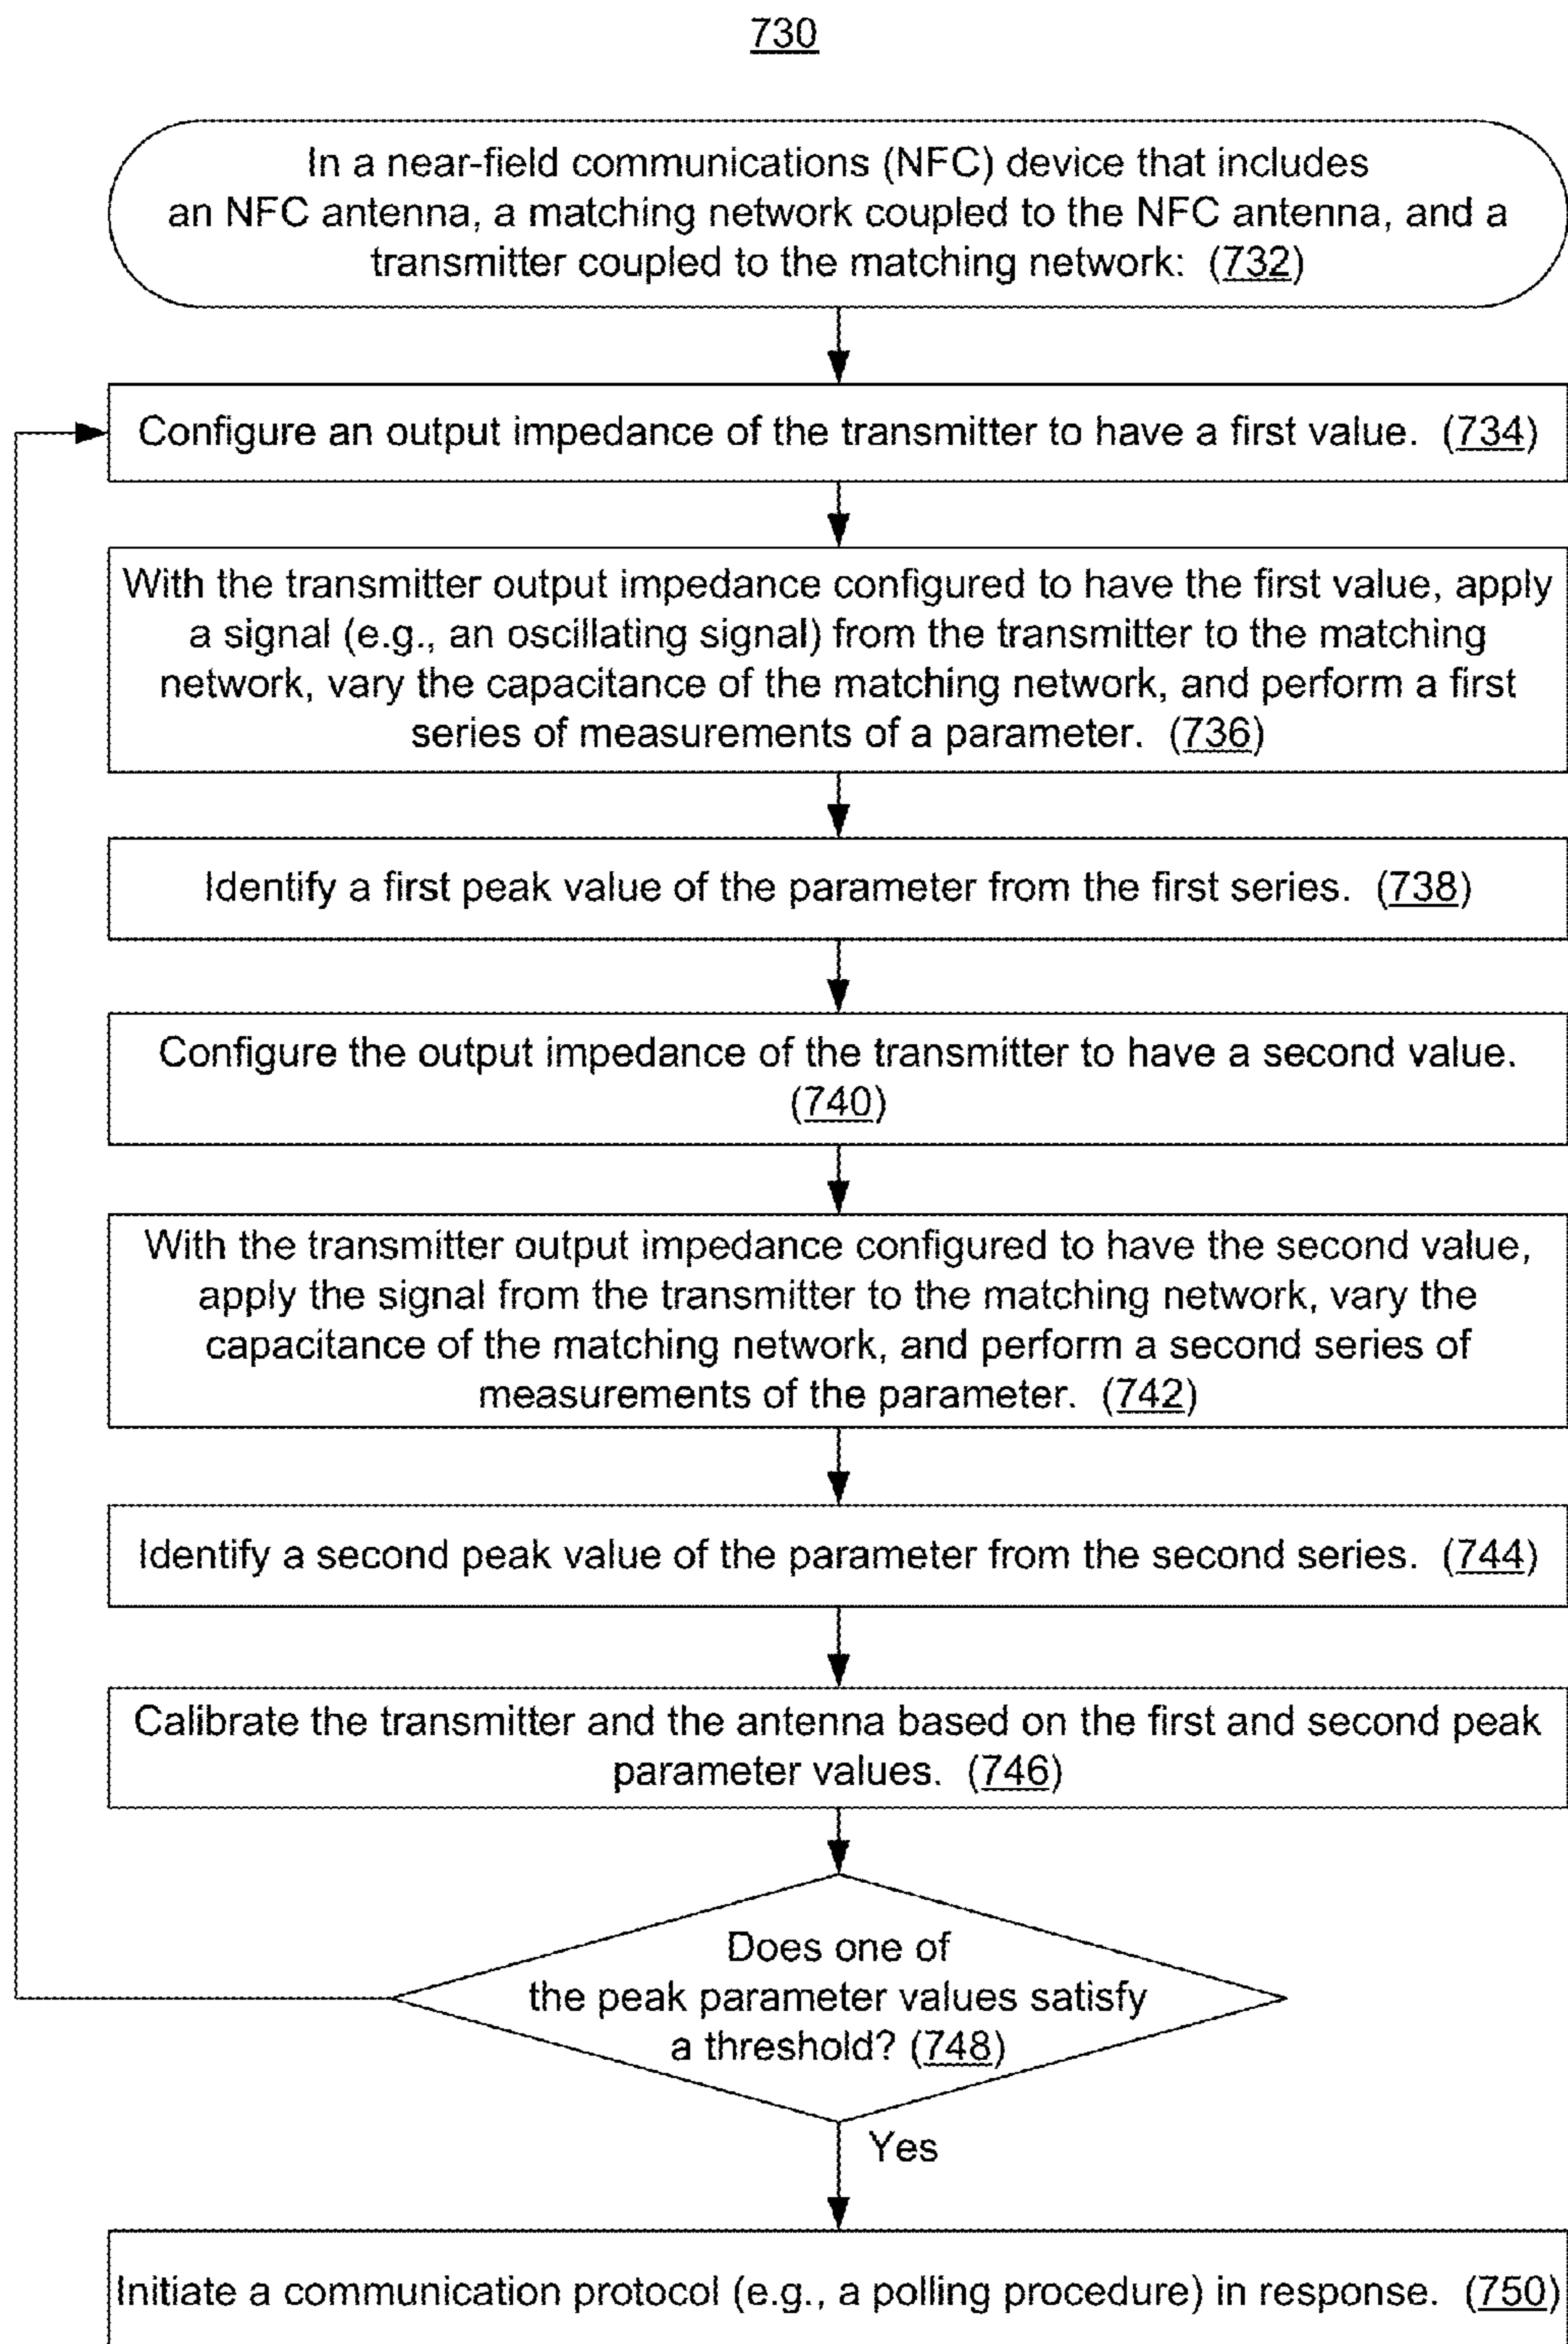 730
In a near-field communications (NFC) device that includes
an NFC antenna, a matching network coupled to the NFC antenna, and a
transmitter coupled to the matching network: (732)
Configure an output impedance of the transmitter to have a first value. (734)
With the transmitter output impedance configured to have the first value, apply
a signal (e.g., an oscillating signal) from the transmitter to the matching
network, vary the capacitance of the matching network, and perform a first
series of measurements of a parameter. (736)
Identify a first peak value of the parameter from the first series. (738)
Configure the output impedance of the transmitter to have a second value.
(740)
With the transmitter output impedance configured to have the second value,
apply the signal from the transmitter to the matching network, vary the
capacitance of the matching network, and perform a second series of
measurements of the parameter. (742)
Identify a second peak value of the parameter from the second series. (744)
Calibrate the transmitter and the antenna based on the first and second peak
parameter values. (746)
Does one of
the peak parameter values satisfy
a threshold? (748)
Yes
Initiate a communication protocol (e.g., a polling procedure) in response. (750)